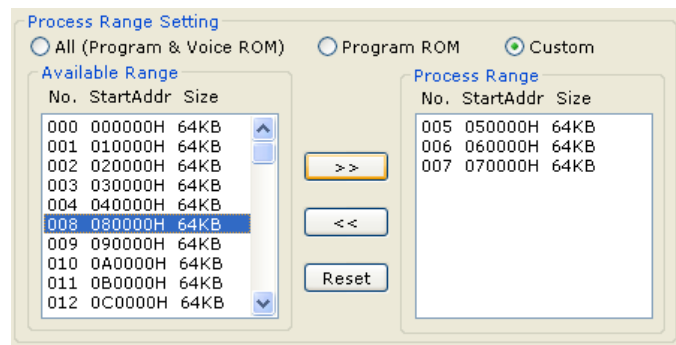 Process Range Setting
All (Program & Voice ROM) Program ROM Custom
Available Range
No. StartAddr Size
000 000000H 64KB
001 010000H 64KB
002 020000H 64KB
003 030000H 64KB
004 040000H 64KB
008 080000H 64KB
009 090000H 64KB
010 0A0000H 64KB
011 0B0000H 64KB
012 0C0000H 64KB
>>
<<
Reset
Process Range
No. StartAddr Size
005 050000H 64KB
006 060000H 64KB
007 070000H 64KB